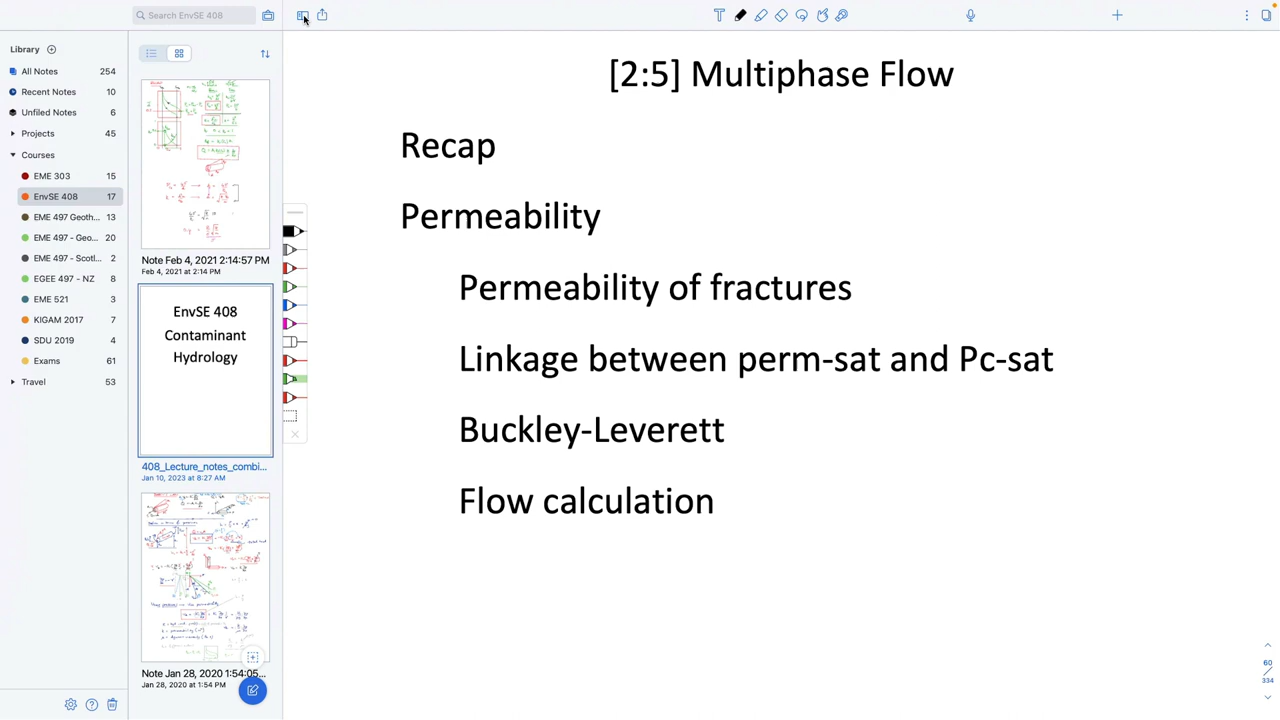 Search EnvSE 408
Library
All Notes 254
Recent Notes 10
Unfiled Notes 6
Projects 45
Courses
EME 303 15
EnvSE 408 17
EME 497 Geoth... 13
EME 497 - Geo... 20
EME 497 - Scotl... 2
EGEE 497 - NZ 8
EME 521 3
KIGAM 2017 7
SDU 2019 4
Exams 61
Travel 53
Note Feb 4, 2021 2:14:57 PM
Feb 4, 2021 at 2:14 PM
EnvSE 408
Contaminant
Hydrology
408_Lecture_notes_combi...
Jan 10, 2023 at 8:27 AM
Note Jan 28, 2020 1:54:05...
Jan 28, 2020 at 1:54 PM
[2:5] Multiphase Flow
Recap
Permeability
Permeability of fractures
Linkage between perm-sat and Pc-sat
Buckley-Leverett
Flow calculation
60
334